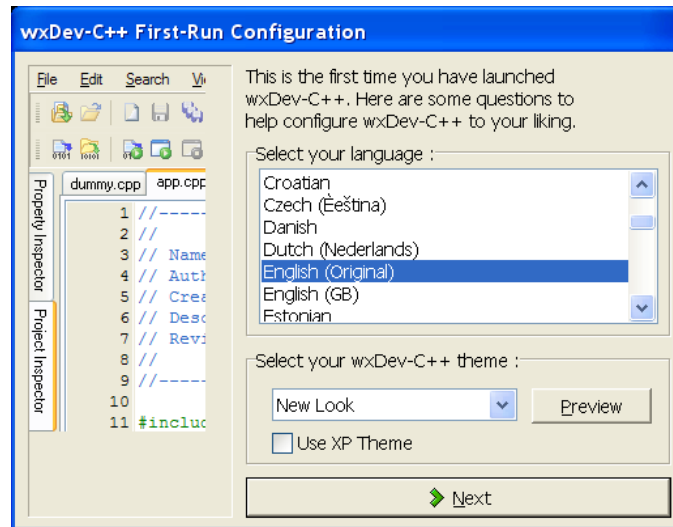 wxDev-C++ First-Run Configuration
File Edit Search
This is the first time you have launched
wxDev-C++. Here are some questions to
help configure wxDev-C++ to your liking.
Select your language :
Croatian
Czech (Èeština)
Danish
Dutch (Nederlands)
English (Original)
English (GB)
Estonian
Property Inspector
Project Inspector
dummy.cpp app.cpp
1 //-----
2 //
3 // Name
4 // Auth
5 // Crea
6 // Desc
7 // Revi
8 //
9 //-----
10
11 #includ
Select your wxDev-C++ theme :
New Look
Preview
Use XP Theme
Next